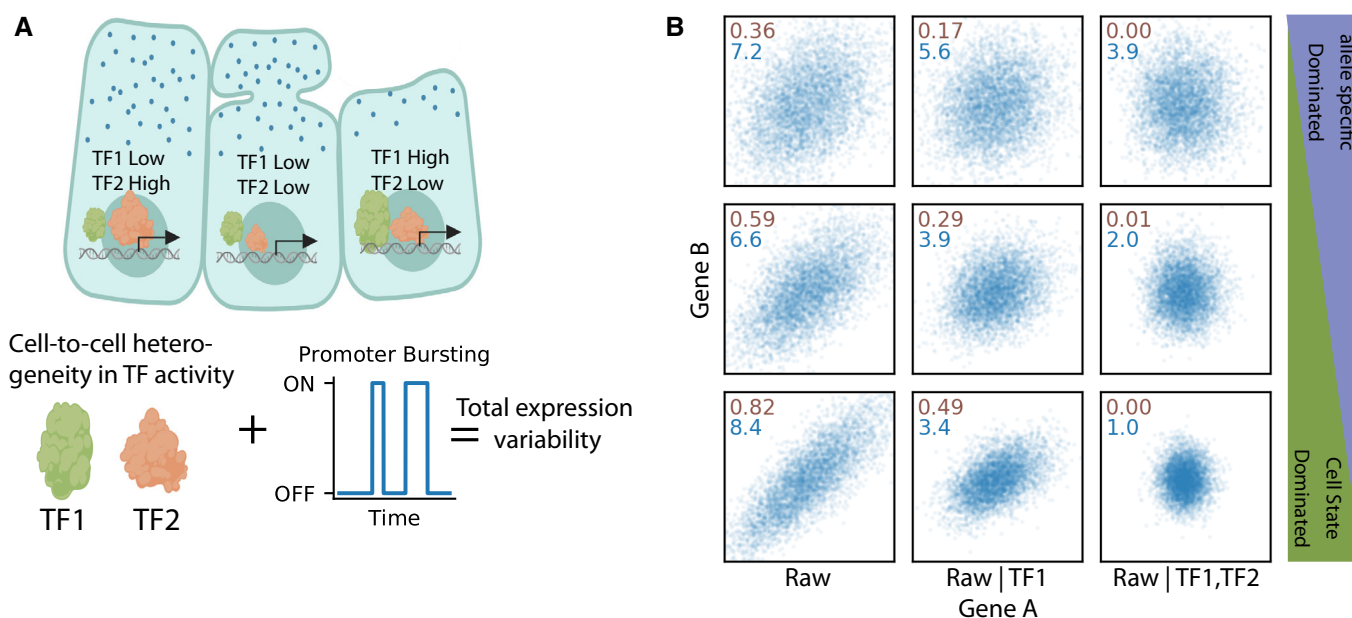 A
TF1 Low
TF2 High
TF1 Low
TF2 Low
TF1 High
TF2 Low
Cell-to-cell hetero-
geneity in TF activity
TF1
TF2
+
Promoter Bursting
ON
OFF
Time
=
Total expression
variability
B
Gene B
0.36
7.2
0.17
5.6
0.00
3.9
0.59
6.6
0.29
3.9
0.01
2.0
0.82
8.4
0.49
3.4
0.00
1.0
Raw
Raw | TF1
Raw | TF1,TF2
Gene A
allele specific
Dominated
Cell State
Dominated